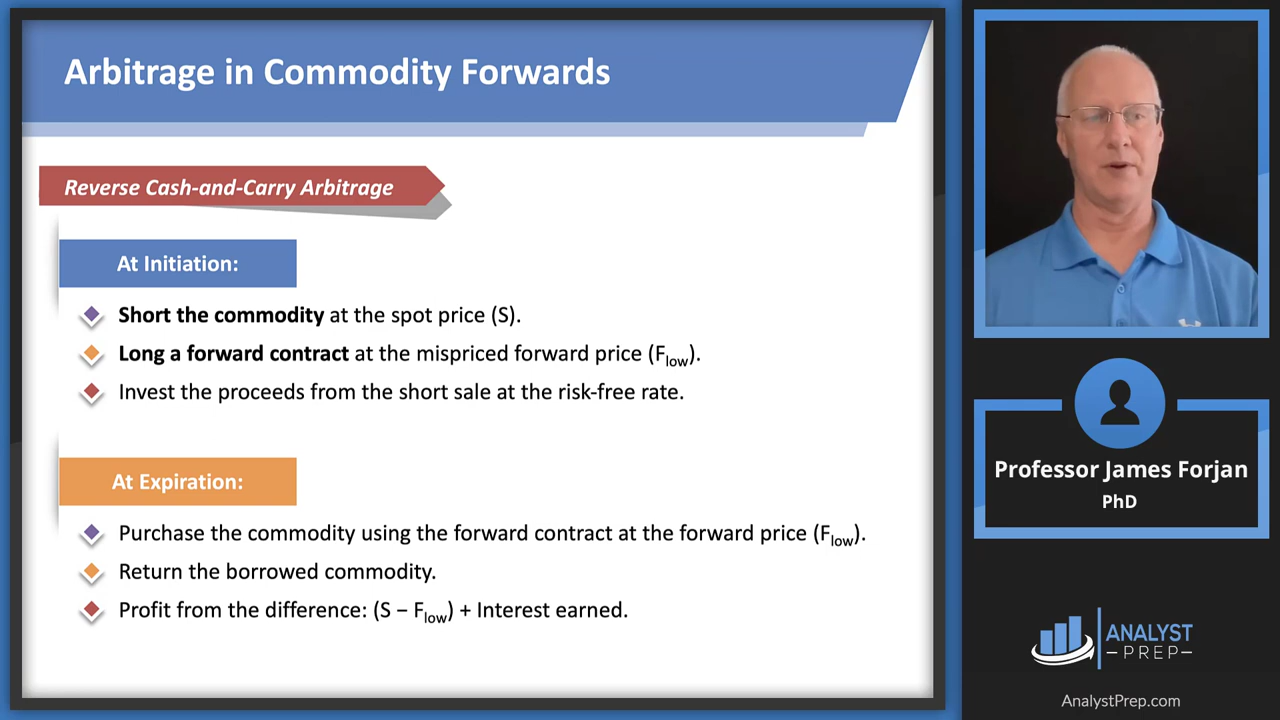 Arbitrage in Commodity Forwards
Reverse Cash-and-Carry Arbitrage
At Initiation:
Short the commodity at the spot price (S).
Long a forward contract at the mispriced forward price (Flow).
Invest the proceeds from the short sale at the risk-free rate.
At Expiration:
Purchase the commodity using the forward contract at the forward price (Flow).
Return the borrowed commodity.
Profit from the difference: (S − Flow) + Interest earned.
Professor James Forjan
PhD
ANALYST
–PREP–
AnalystPrep.com